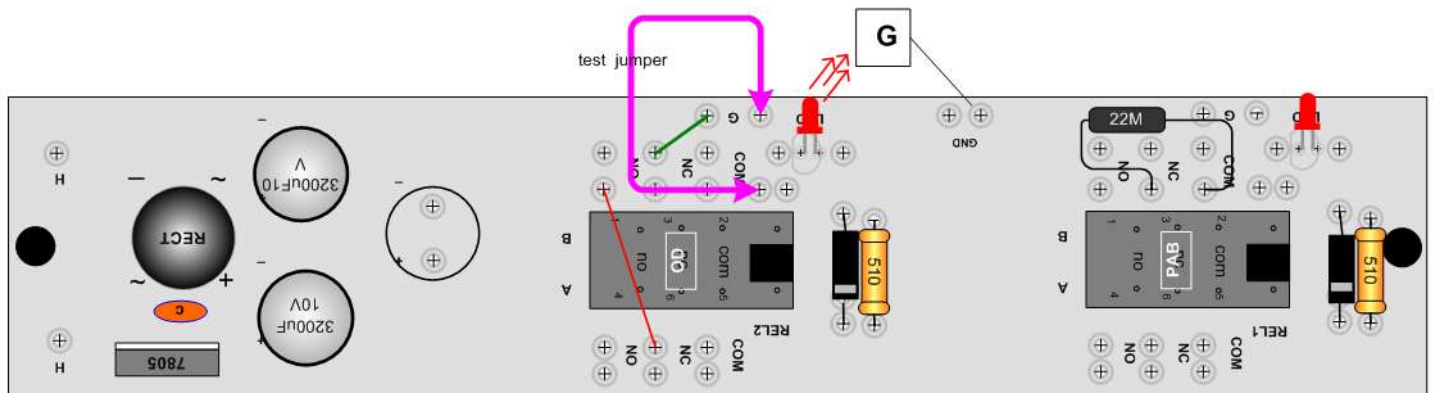 G
test jumper
G
LED
GND
22M
G
LED
H
−
~
3200uF10
V
−
−
NO
NC
COM
NO
NC
COM
RECT
~
+
−
+
C
3200uF
10V
+
7805
H
B
A
1
3
2
no
nc
com
OD
4
6
5
REL2
510
NO
NC
COM
B
A
1
3
2
no
nc
com
PAB
4
6
5
REL1
510
NO
NC
COM